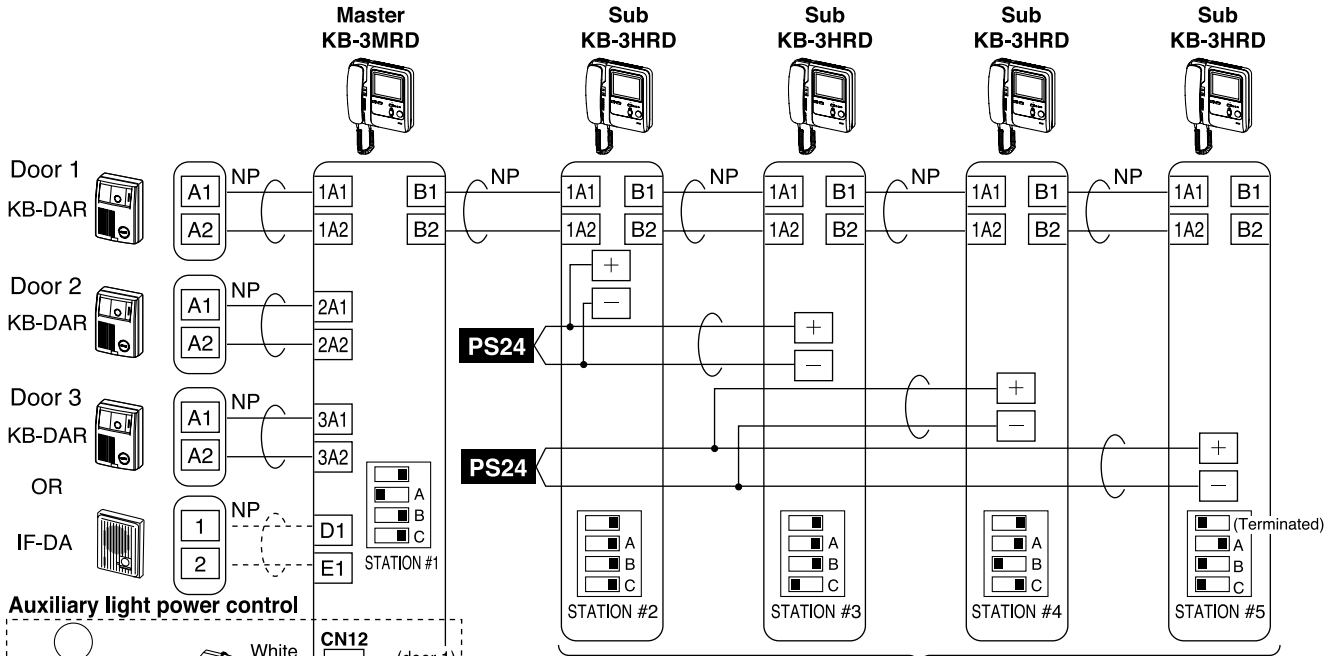 Master
KB-3MRD
Sub
KB-3HRD
Sub
KB-3HRD
Sub
KB-3HRD
Sub
KB-3HRD
Door 1
KB-DAR
A1
A2
NP
1A1
1A2
B1
B2
NP
1A1
1A2
B1
B2
NP
1A1
1A2
B1
B2
NP
1A1
1A2
B1
B2
NP
1A1
1A2
B1
B2
+
−
Door 2
KB-DAR
A1
A2
NP
2A1
2A2
PS24
+
−
Door 3
KB-DAR
A1
A2
NP
3A1
3A2
+
−
PS24
+
−
OR
IF-DA
1
2
NP
D1
E1
A
B
C
STATION #1
A
B
C
STATION #2
A
B
C
STATION #3
A
B
C
STATION #4
(Terminated)
A
B
C
STATION #5
Auxiliary light power control
White
CN12
(door 1)